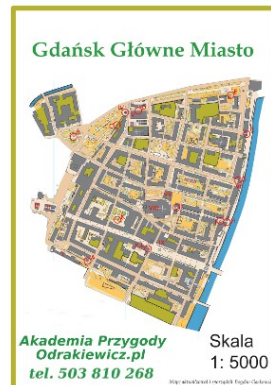 Gdańsk Główne Miasto
Akademia Przygody
Odrakiewicz.pl
tel. 503 810 268
Skala
1: 5000